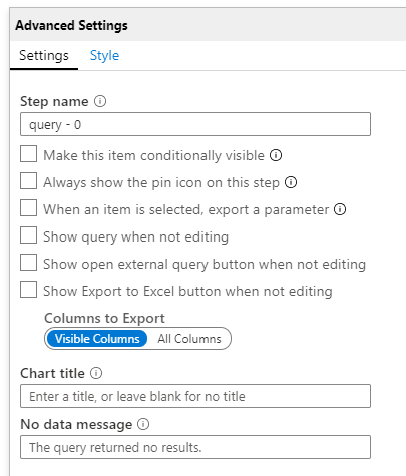 Advanced Settings
Settings Style
Step name
query - 0
Make this item conditionally visible
Always show the pin icon on this step
When an item is selected, export a parameter
Show query when not editing
Show open external query button when not editing
Show Export to Excel button when not editing
Columns to Export
Visible Columns All Columns
Chart title
Enter a title, or leave blank for no title
No data message
The query returned no results.